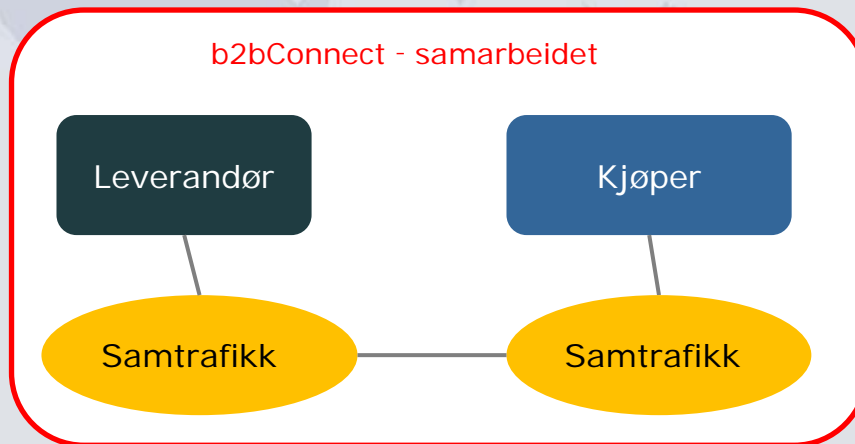 b2bConnect - samarbeidet
Leverandør
Kjøper
Samtrafikk
Samtrafikk